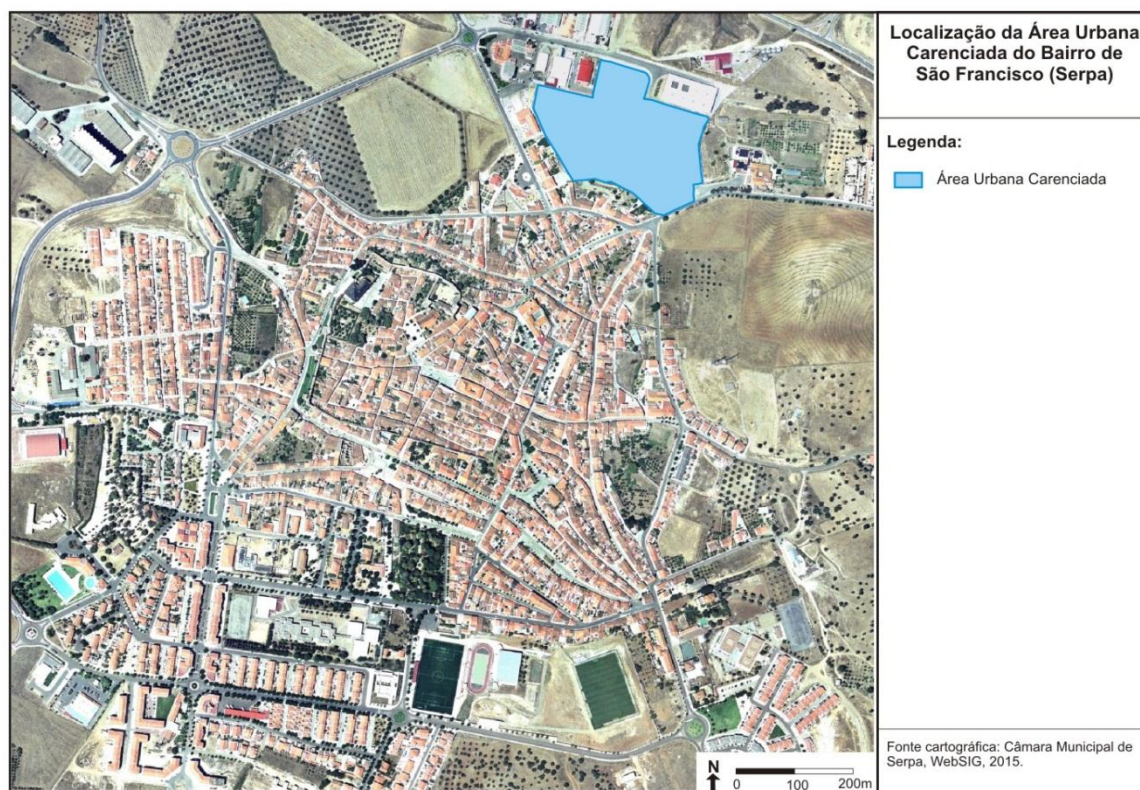 Localização da Área Urbana
Carenciada do Bairro de
São Francisco (Serpa)
Legenda:
Área Urbana Carenciada
N
0 100 200m
Fonte cartográfica: Câmara Municipal de
Serpa, WebSIG, 2015.